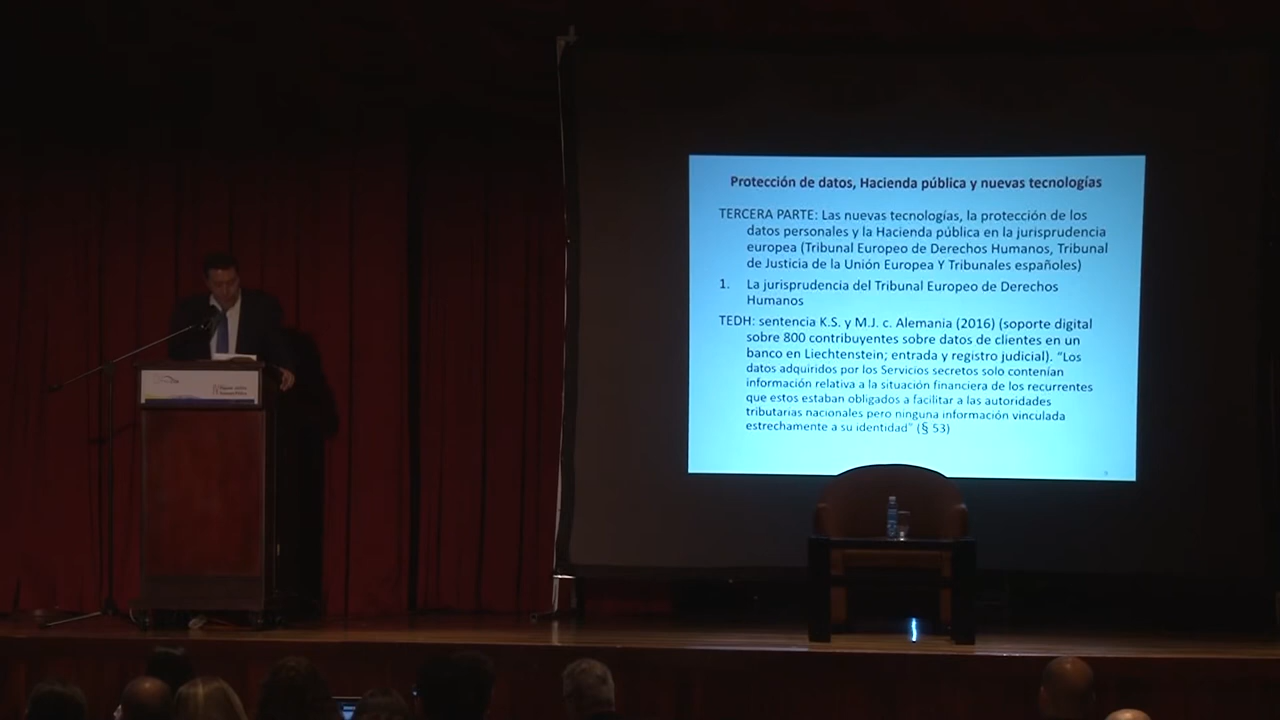 Protección de datos, Hacienda pública y nuevas tecnologías
TERCERA PARTE: Las nuevas tecnologías, la protección de los
datos personales y la Hacienda pública en la jurisprudencia
europea (Tribunal Europeo de Derechos Humanos, Tribunal
de Justicia de la Unión Europea Y Tribunales españoles)
1. La jurisprudencia del Tribunal Europeo de Derechos
Humanos
TEDH: sentencia K.S. y M.J. c. Alemania (2016) (soporte digital
sobre 800 contribuyentes sobre datos de clientes en un
banco en Liechtenstein; entrada y registro judicial). “Los
datos adquiridos por los Servicios secretos solo contenían
información relativa a la situación financiera de los recurrentes
que estos estaban obligados a facilitar a las autoridades
tributarias nacionales pero ninguna información vinculada
estrechamente a su identidad” (§ 53)